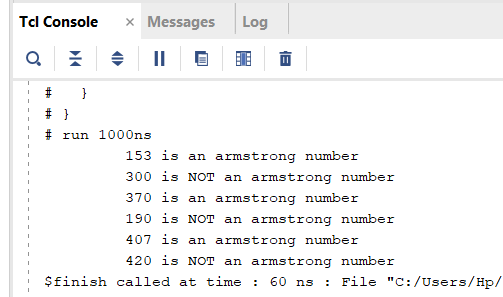 Tcl Console × Messages Log
#   }
# }
# run 1000ns
153 is an armstrong number
300 is NOT an armstrong number
370 is an armstrong number
190 is NOT an armstrong number
407 is an armstrong number
420 is NOT an armstrong number
$finish called at time : 60 ns : File "C:/Users/Hp/